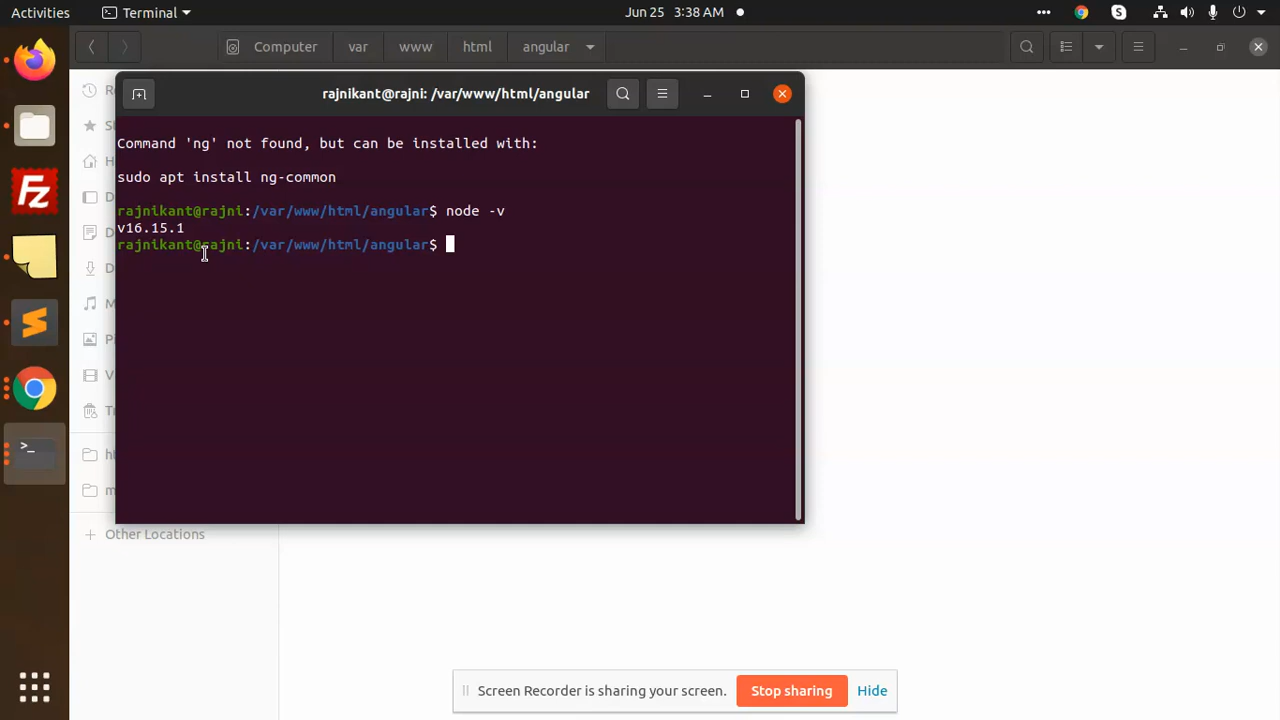 Activities
Terminal
Jun 25 3:38 AM
Computer
var
www
html
angular
rajnikant@rajni: /var/www/html/angular
Command 'ng' not found, but can be installed with:
sudo apt install ng-common
rajnikant@rajni:/var/www/html/angular$ node -v
v16.15.1
rajnikant@rajni:/var/www/html/angular$
Other Locations
Screen Recorder is sharing your screen.
Stop sharing
Hide